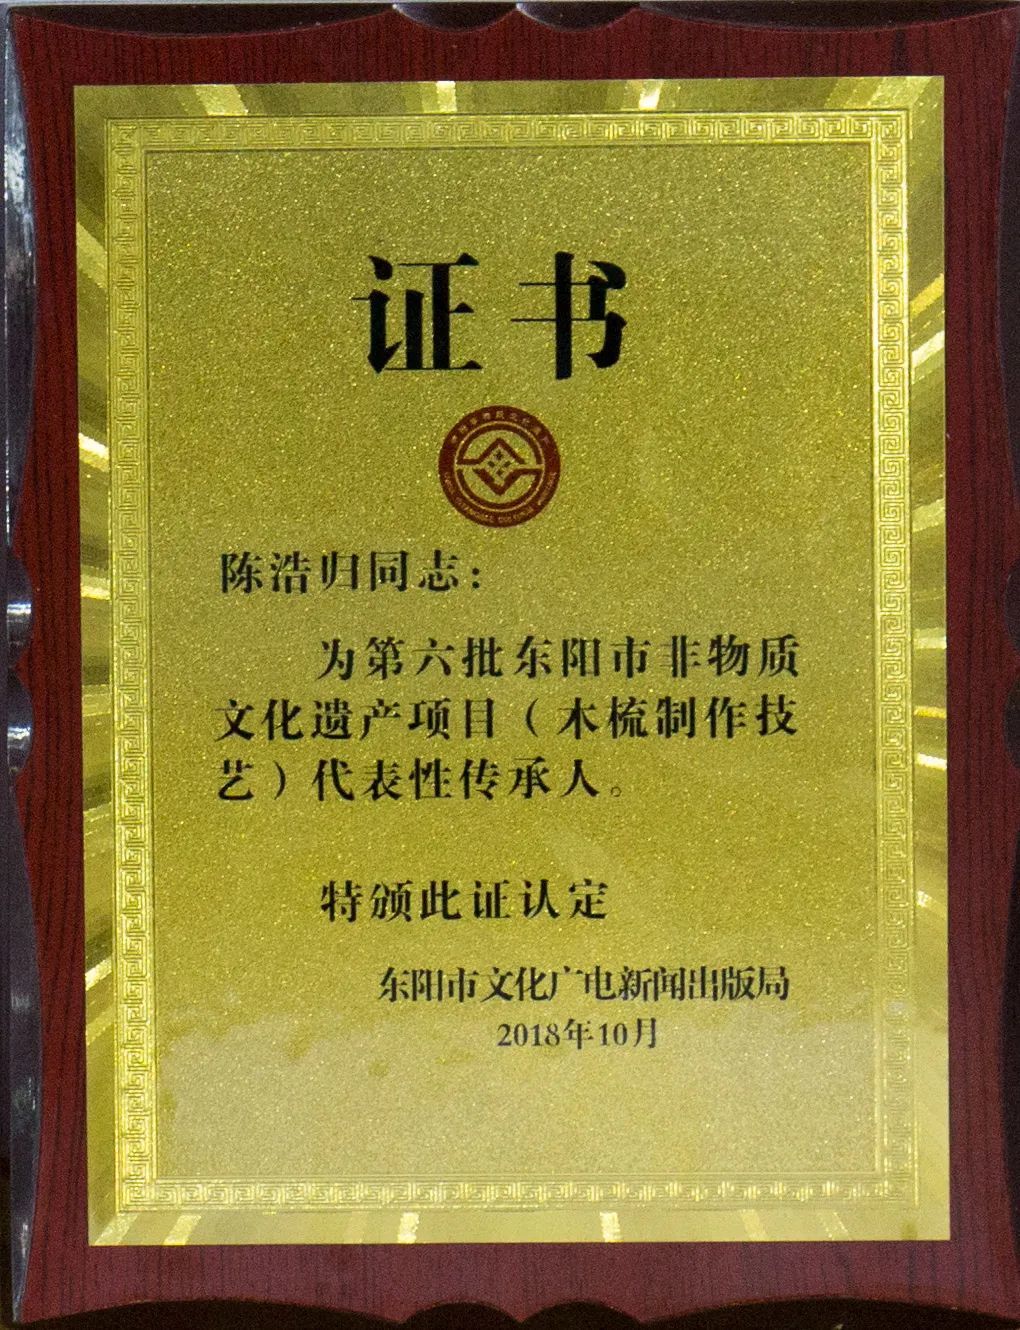 证书
陈浩归同志：
为第六批东阳市非物质
文化遗产项目（木梳制作技
艺）代表性传承人。
特颁此证认定
东阳市文化广电新闻出版局
2018年10月